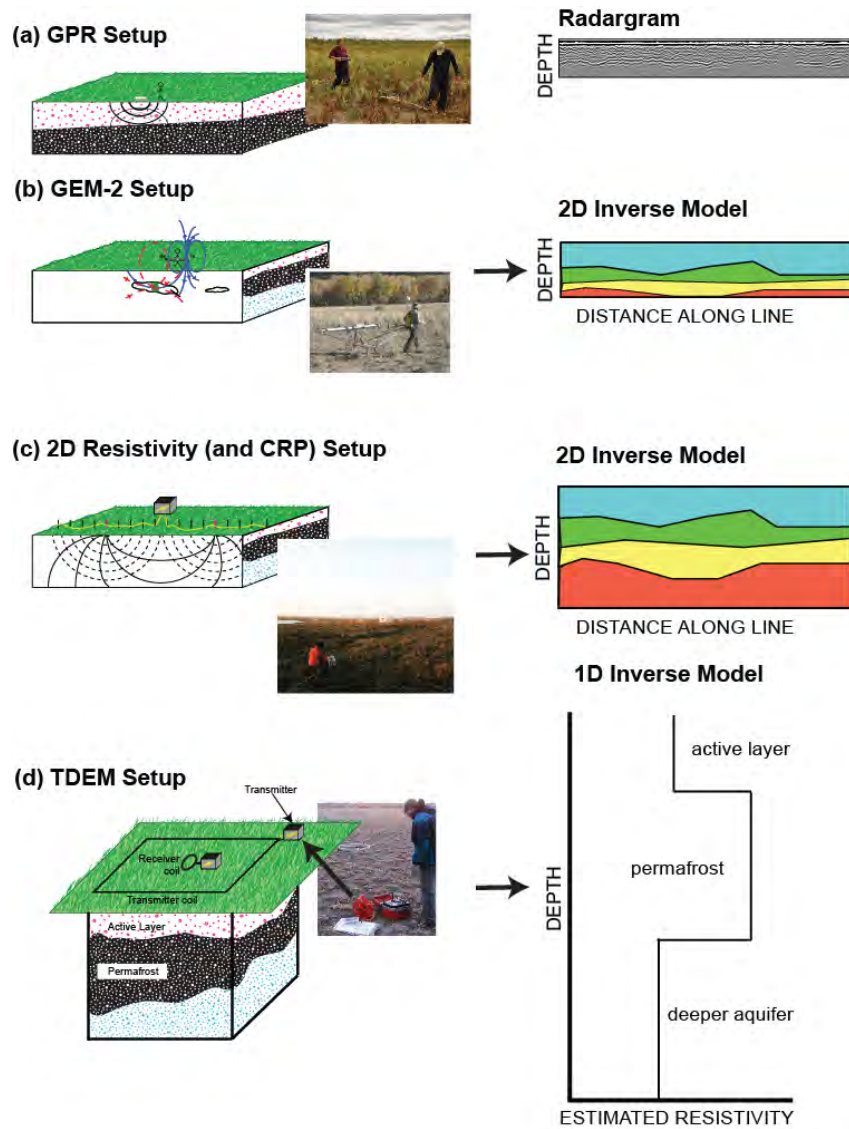 (a) GPR Setup
Radargram
DEPTH
(b) GEM-2 Setup
2D Inverse Model
DEPTH
DISTANCE ALONG LINE
(c) 2D Resistivity (and CRP) Setup
2D Inverse Model
DEPTH
DISTANCE ALONG LINE
1D Inverse Model
(d) TDEM Setup
Transmitter
Receiver
coil
Transmitter coil
Active Layer
Permafrost
DEPTH
active layer
permafrost
deeper aquifer
ESTIMATED RESISTIVITY